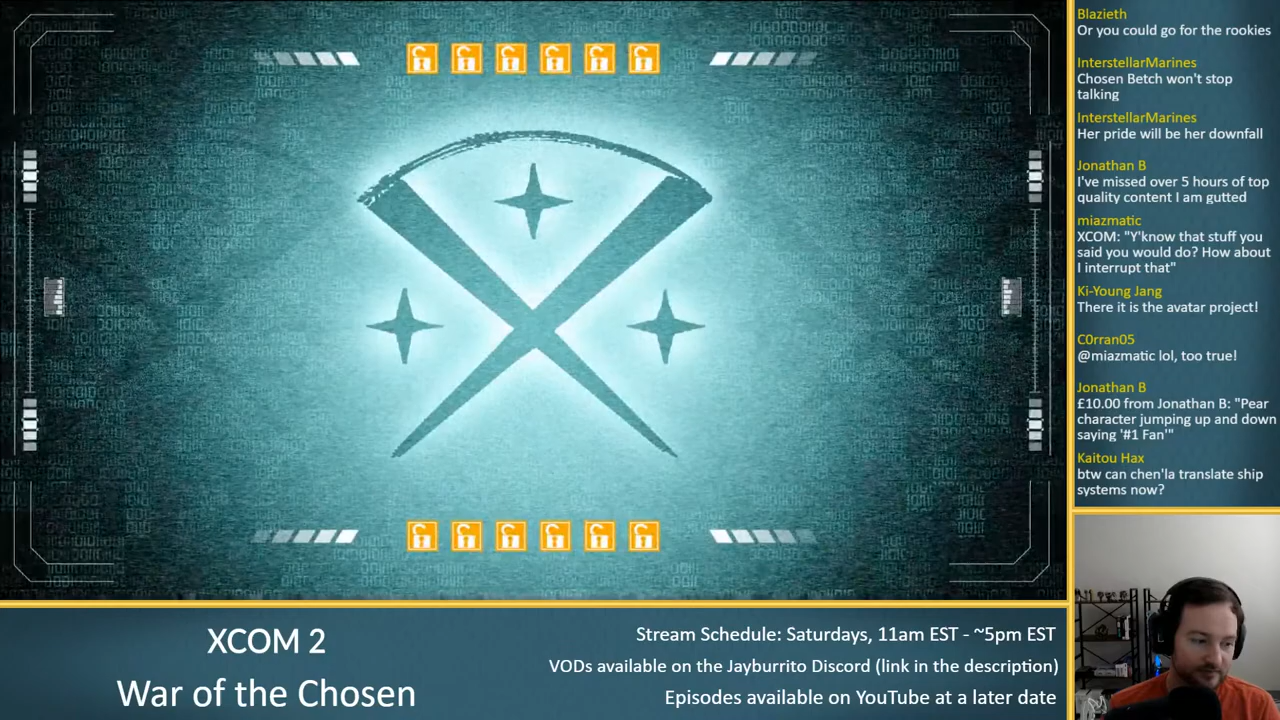 Blazieth
Or you could go for the rookies
InterstellarMarines
Chosen Betch won't stop
talking
InterstellarMarines
Her pride will be her downfall
Jonathan B
I've missed over 5 hours of top
quality content I am gutted
miazmatic
XCOM: "Y'know that stuff you
said you would do? How about
I interrupt that"
Ki-Young Jang
There it is the avatar project!
C0rran05
@miazmatic lol, too true!
Jonathan B
£10.00 from Jonathan B: "Pear
character jumping up and down
saying '#1 Fan'"
Kaitou Hax
btw can chen'la translate ship
systems now?
XCOM 2
War of the Chosen
Stream Schedule: Saturdays, 11am EST - ~5pm EST
VODs available on the Jayburrito Discord (link in the description)
Episodes available on YouTube at a later date